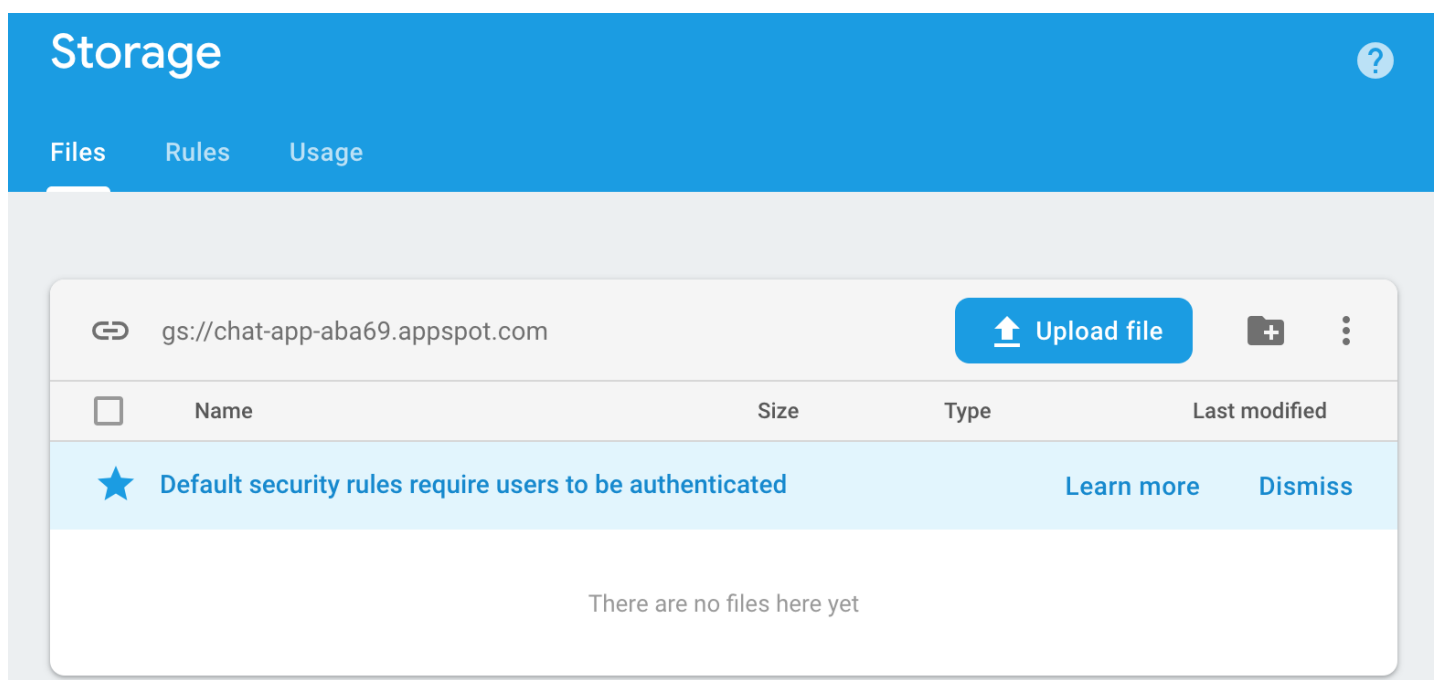 Storage
?
Files Rules Usage
gs://chat-app-aba69.appspot.com Upload file
Name Size Type Last modified
Default security rules require users to be authenticated Learn more Dismiss
There are no files here yet